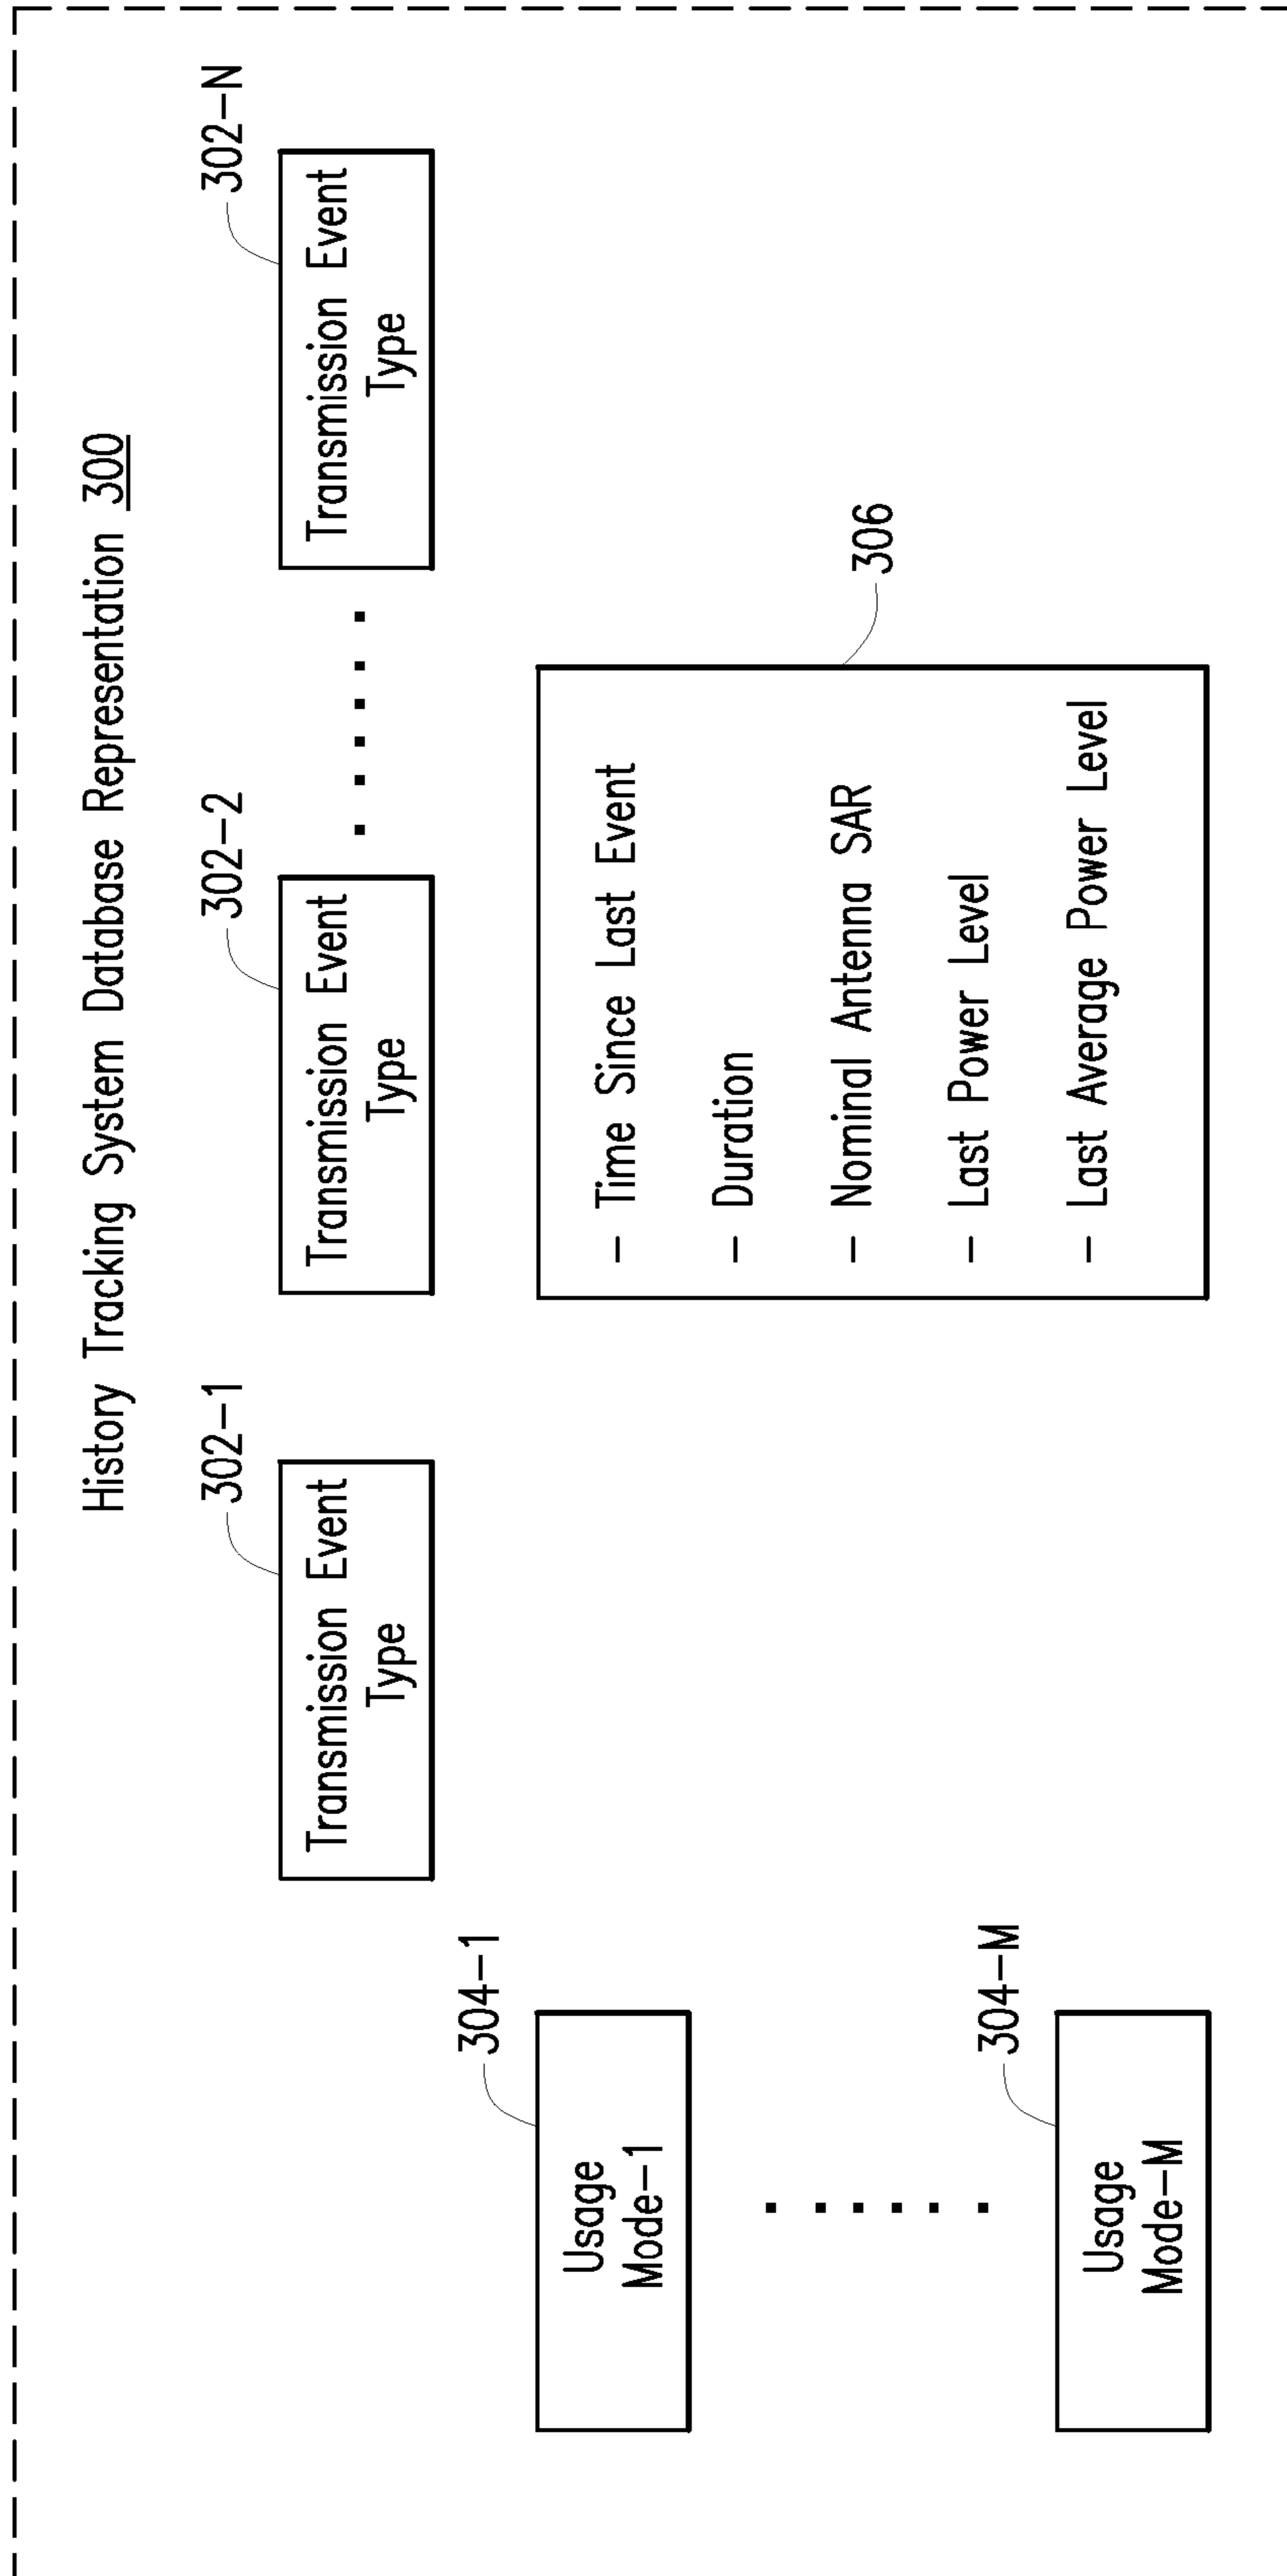 History Tracking System Database Representation 300
302-1
302-2
302-N
Transmission Event
Type
Transmission Event
Type
Transmission Event
Type
304-1
Usage
Mode-1
304-M
Usage
Mode-M
306
- Time Since Last Event
- Duration
- Nominal Antenna SAR
- Last Power Level
- Last Average Power Level